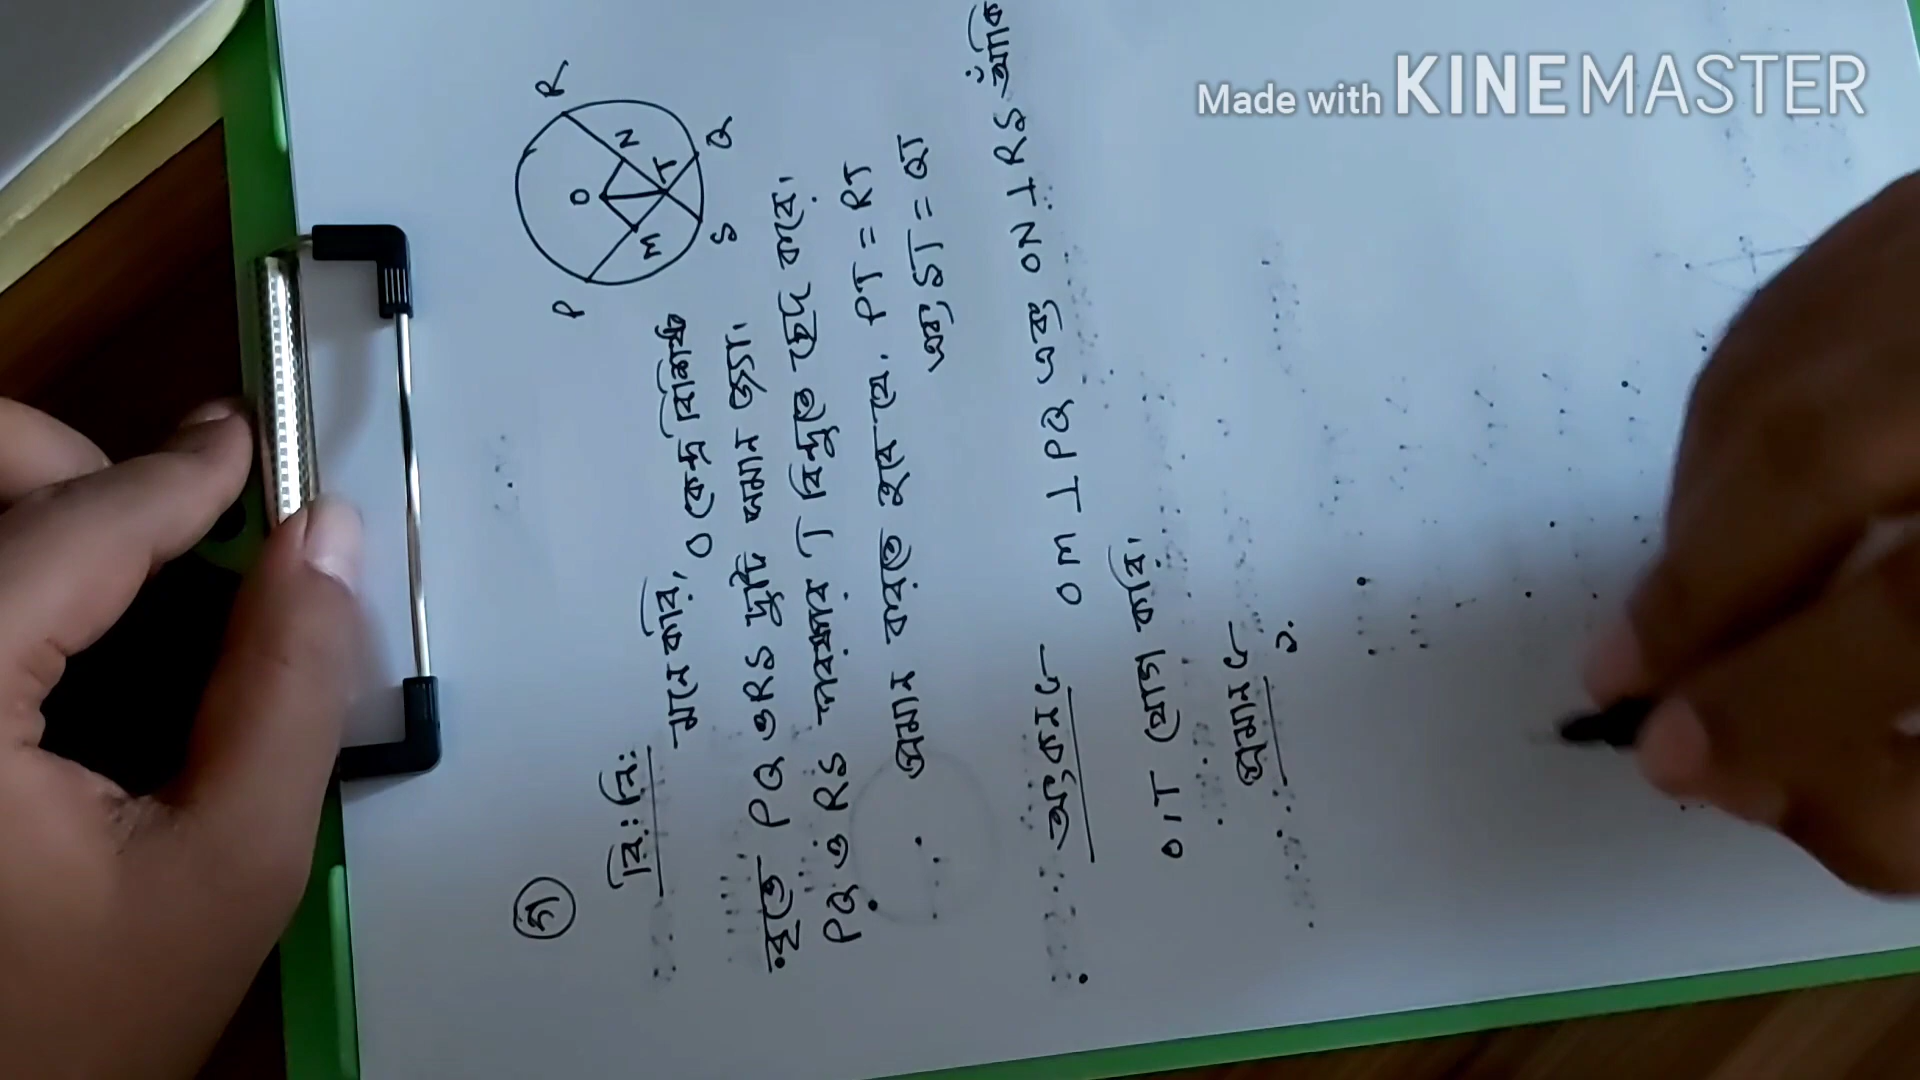 Made with KINEMASTER
গ
বি: নি:
মনে করি, O কেন্দ্র বিশিষ্ট
বৃত্তে PQ ও RS দুটি সমান জ্যা।
PQ ও RS পরস্পর T বিন্দুতে ছেদ করে।
প্রমাণ করতে হবে যে, PT = RT
এবং ST = QT
অংকন:-
OM ⊥ PQ এবং ON ⊥ RS আঁকি
O, T যোগ করি।
প্রমান:-
১.
R
N
Q
O
T
M
S
P